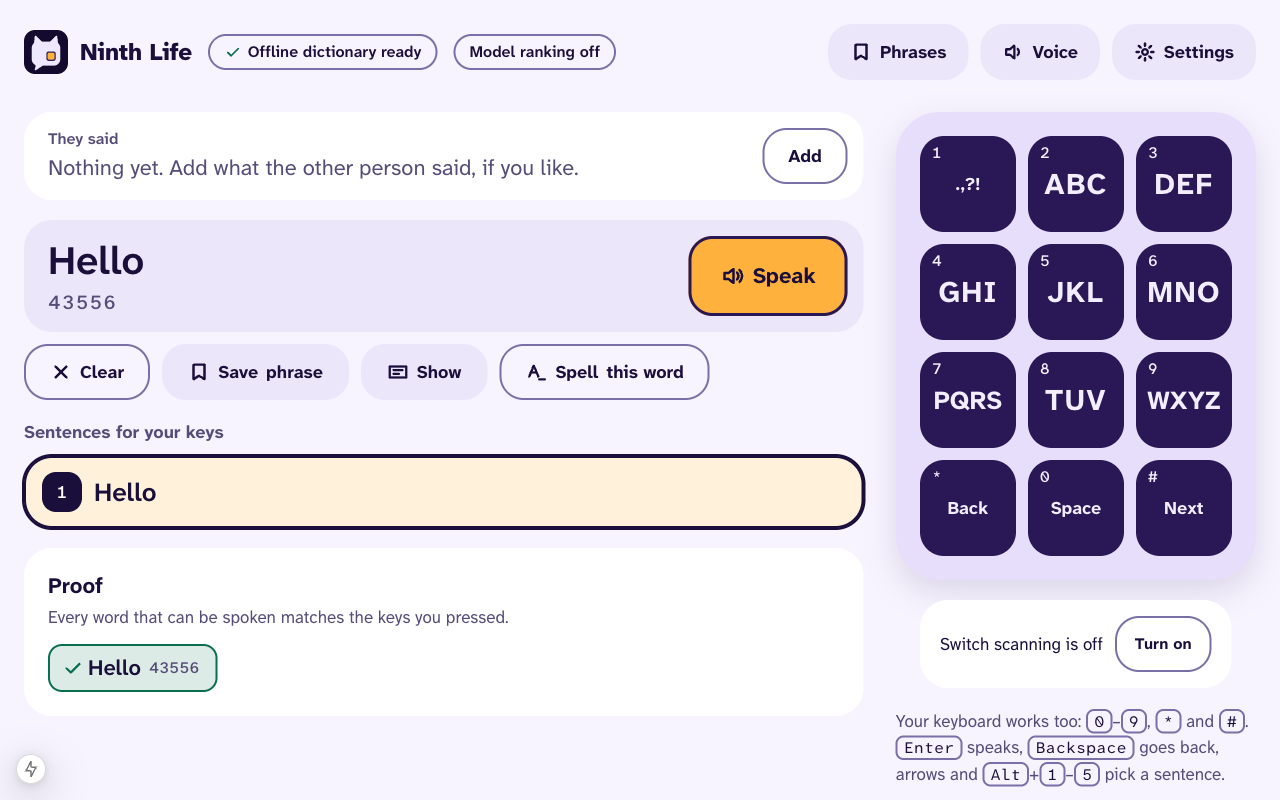 Ninth Life
Offline dictionary ready
Model ranking off
Phrases
Voice
Settings
They said
Nothing yet. Add what the other person said, if you like.
Add
Hello
43556
Speak
Clear
Save phrase
Show
Spell this word
Sentences for your keys
1 Hello
Proof
Every word that can be spoken matches the keys you pressed.
Hello 43556
1
.,?!
2
ABC
3
DEF
4
GHI
5
JKL
6
MNO
7
PQRS
8
TUV
9
WXYZ
*
Back
0
Space
#
Next
Switch scanning is off
Turn on
Your keyboard works too: 0–9, * and #.
Enter speaks, Backspace goes back,
arrows and Alt+1–5 pick a sentence.